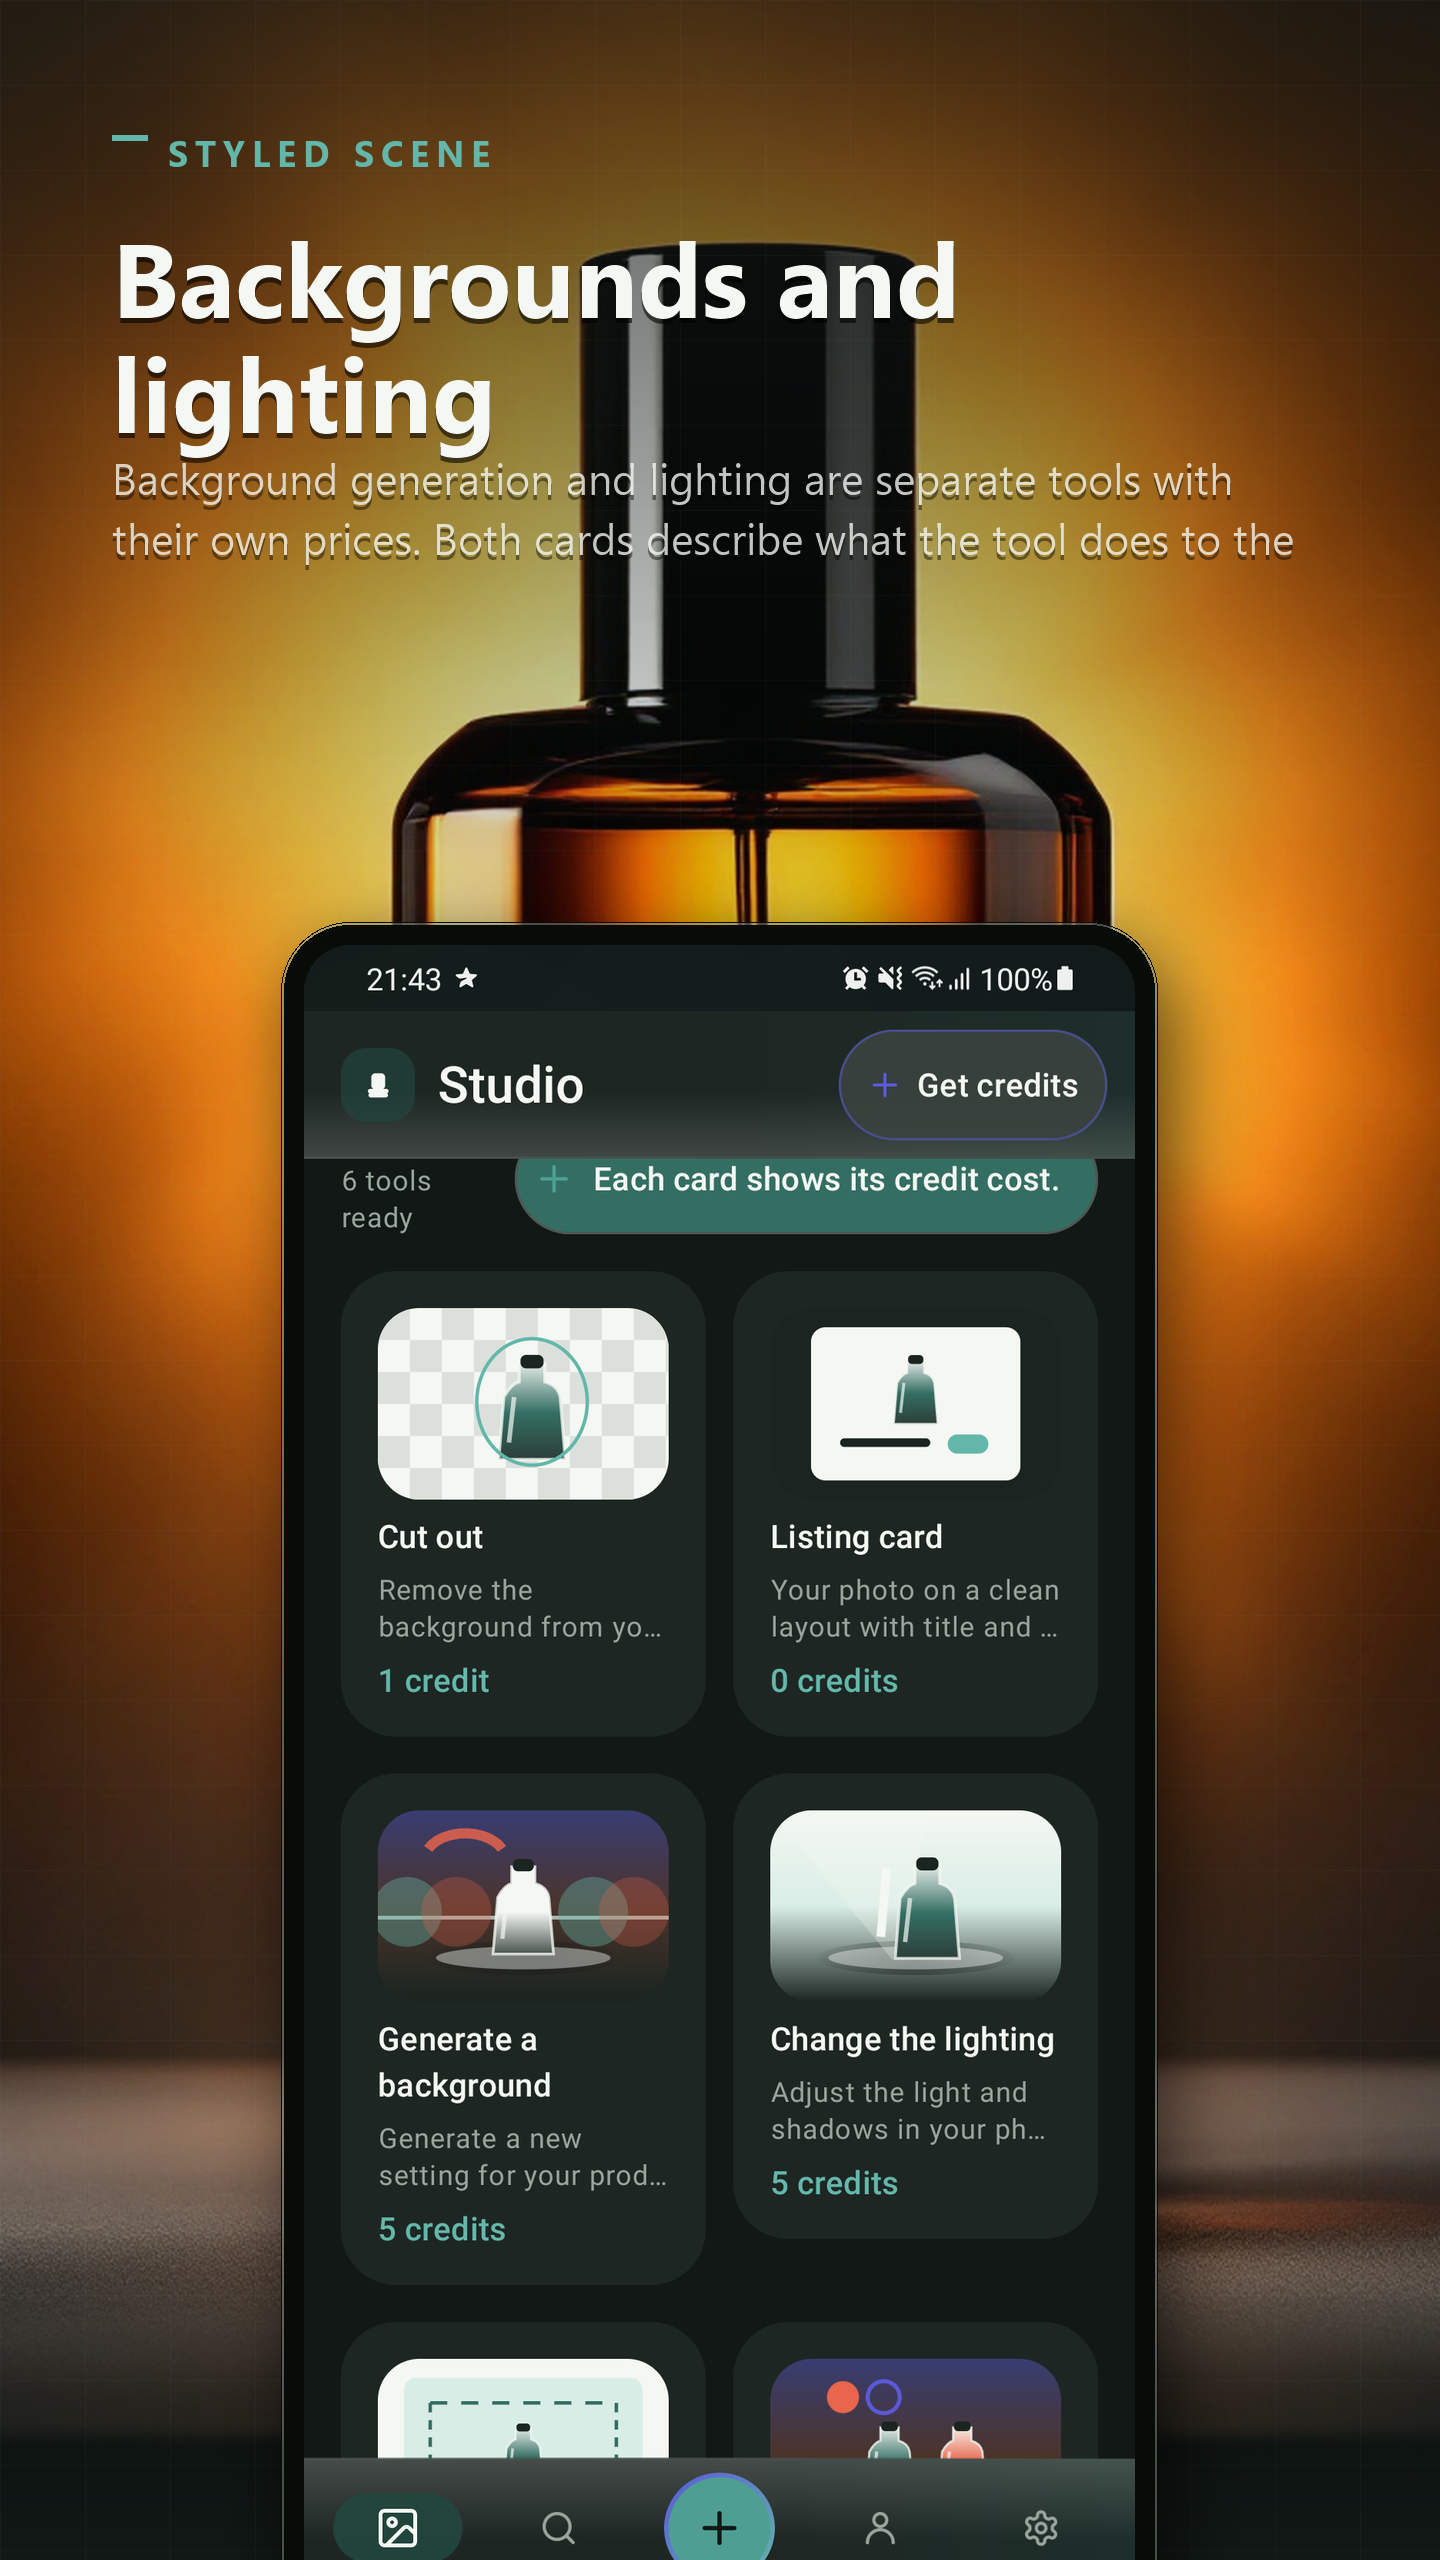 STYLED SCENE
Backgrounds and
lighting
Background generation and lighting are separate tools with
their own prices. Both cards describe what the tool does to the
21:43
100%
Studio
Get credits
6 tools
ready
Each card shows its credit cost.
Cut out
Remove the
background from yo…
1 credit
Listing card
Your photo on a clean
layout with title and …
0 credits
Generate a
background
Generate a new
setting for your prod…
5 credits
Change the lighting
Adjust the light and
shadows in your ph…
5 credits